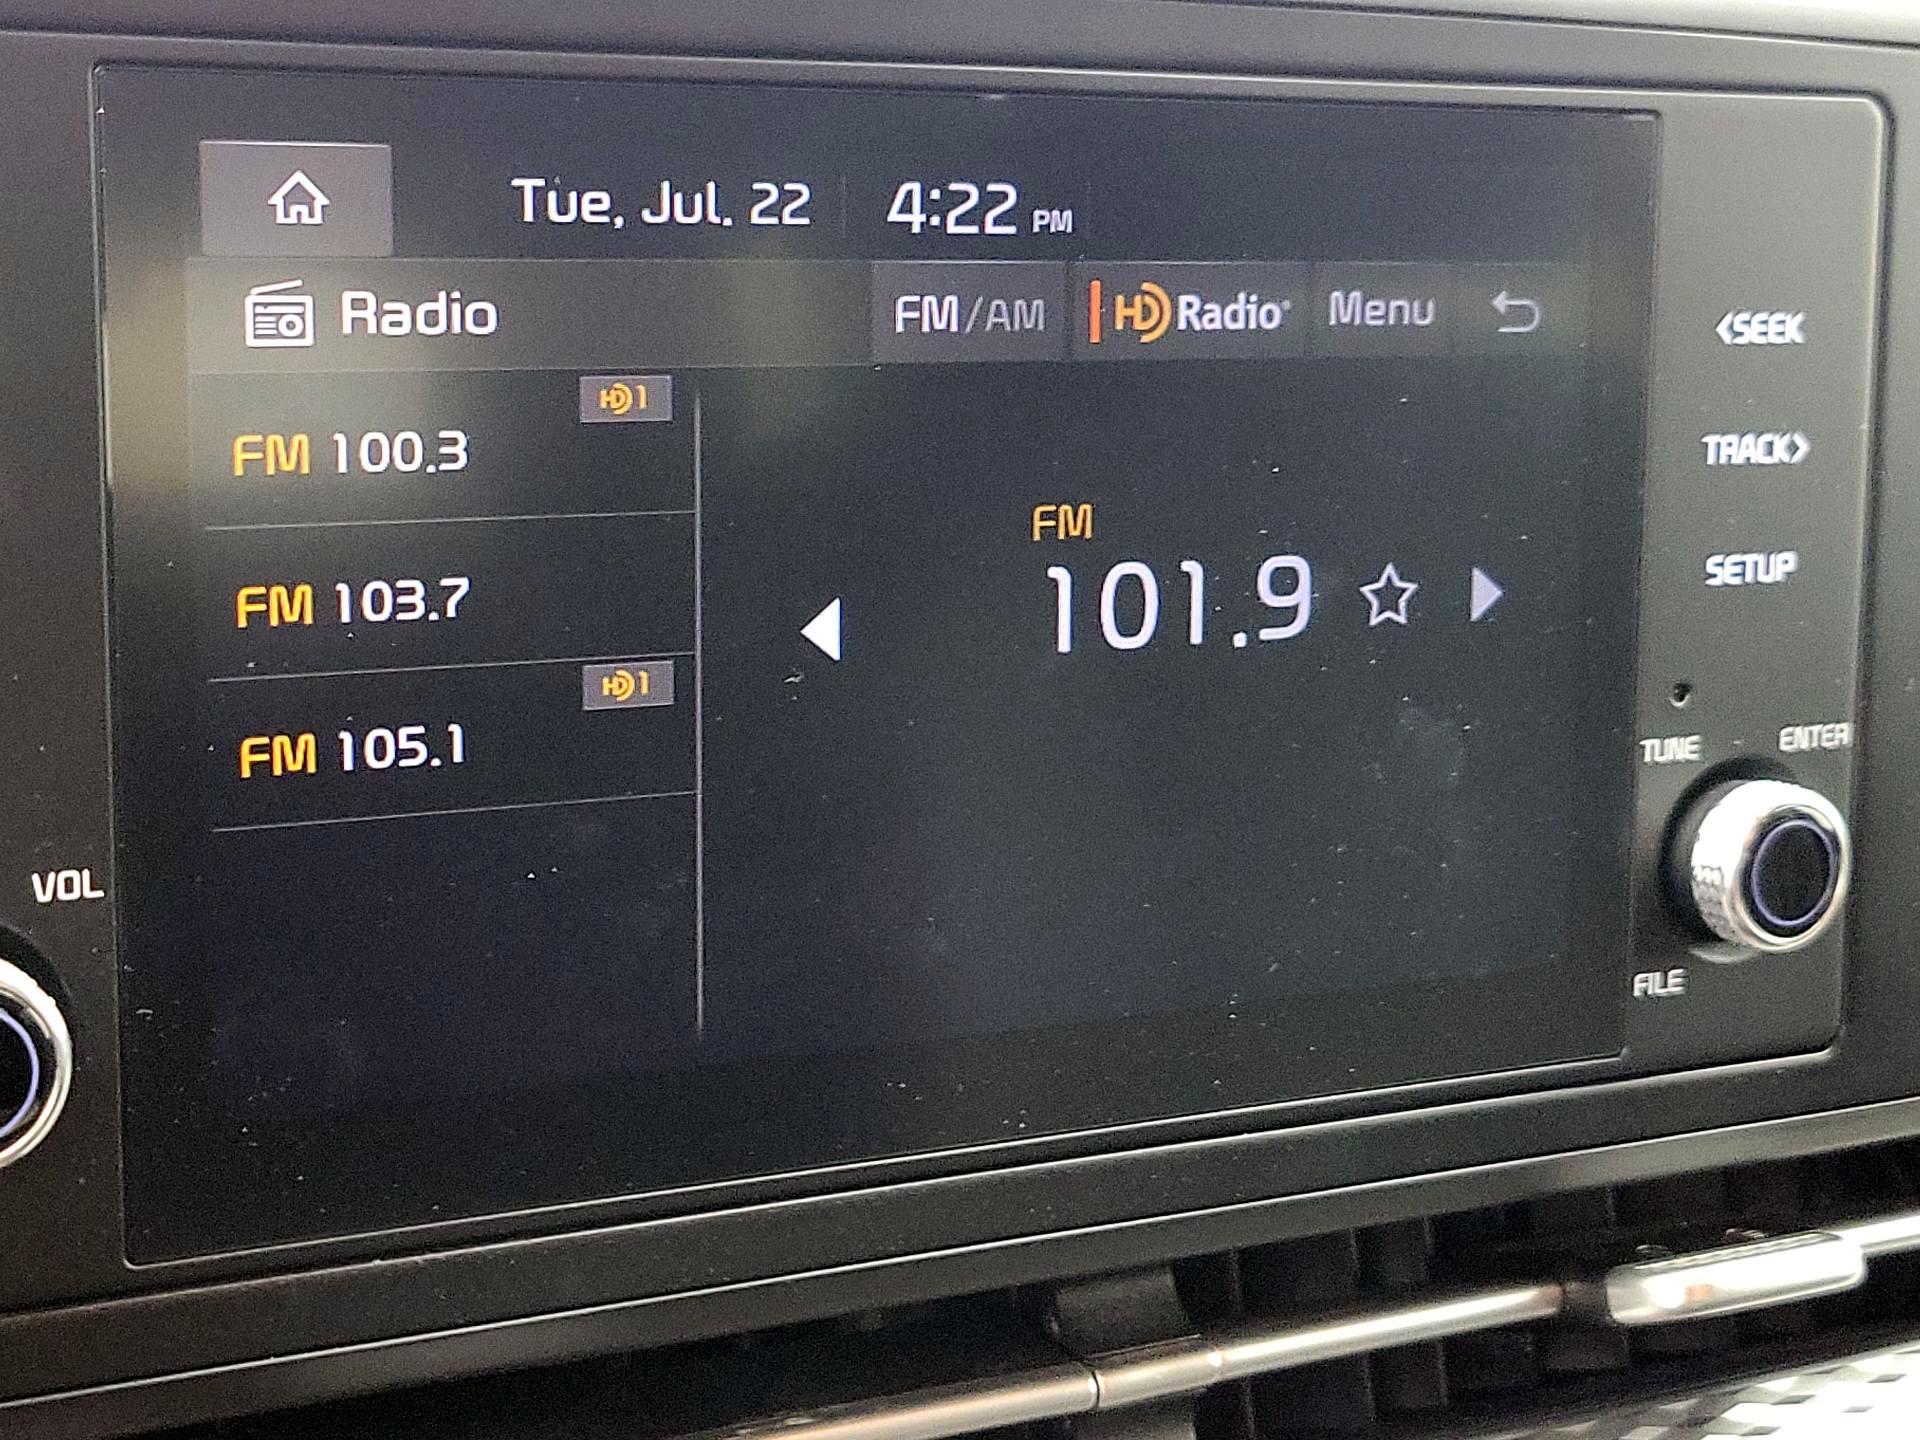 Tue, Jul. 22 4:22 PM
Radio FM/AM HD Radio® Menu
<SEEK
HD1
FM 100.3
TRACK>
FM
FM 103.7
101.9
SETUP
HD1
FM 105.1
TUNE ENTER
VOL
FILE